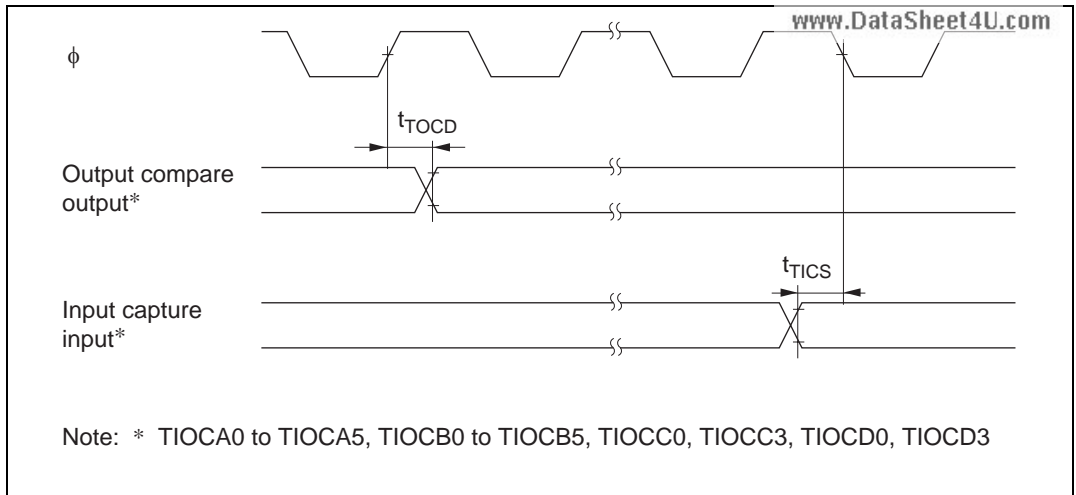 www.DataSheet4U.com
ϕ
tTOCD
Output compare
output*
tTICS
Input capture
input*
Note: * TIOCA0 to TIOCA5, TIOCB0 to TIOCB5, TIOCC0, TIOCC3, TIOCD0, TIOCD3